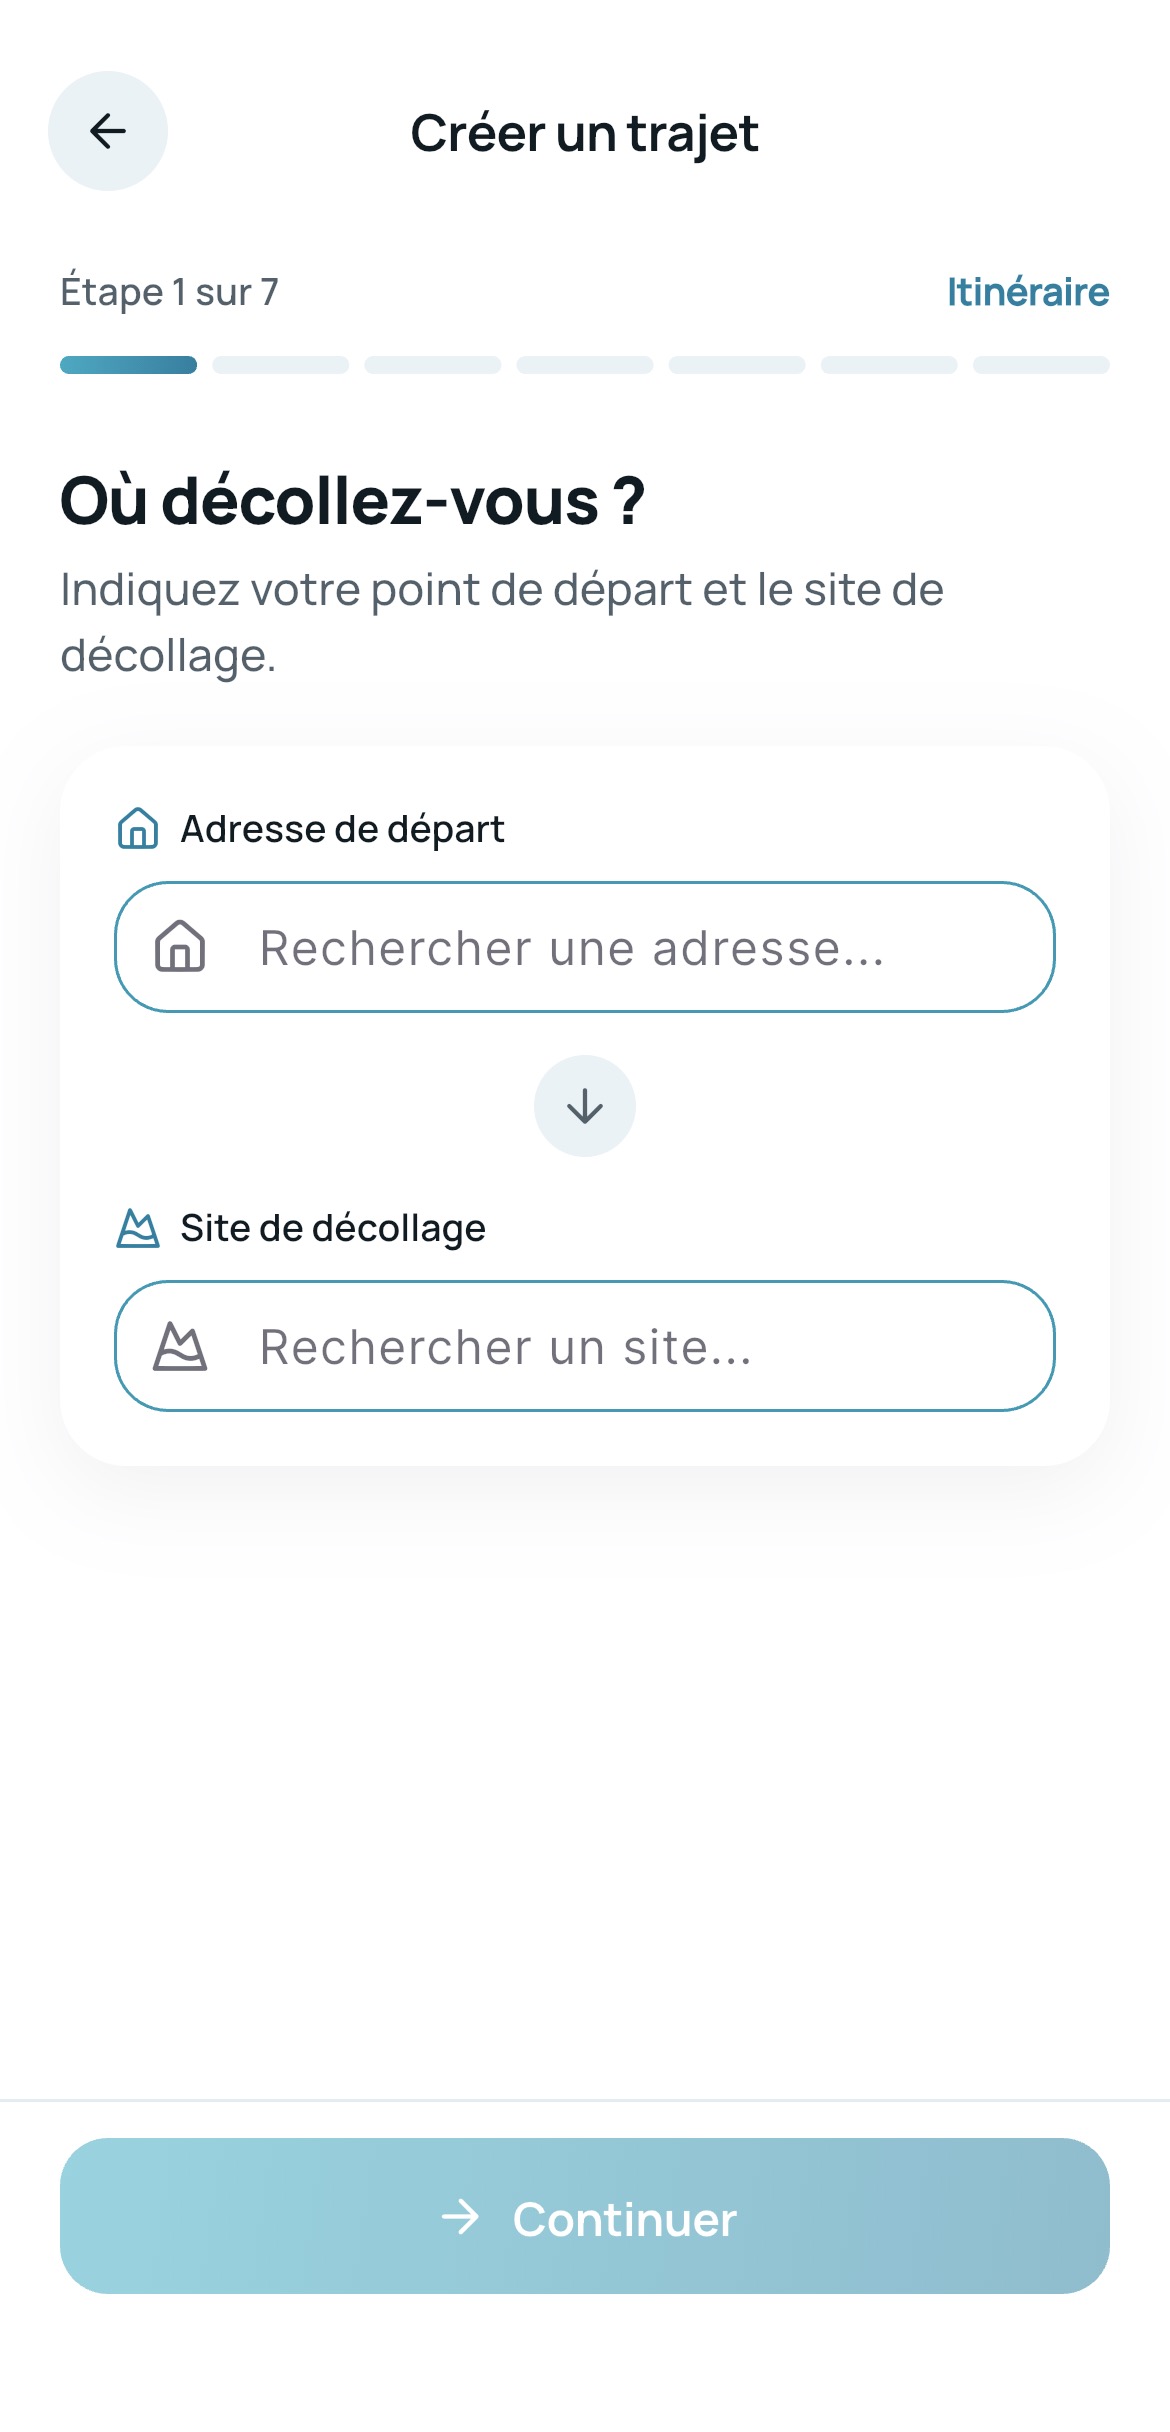 Créer un trajet
Étape 1 sur 7
Itinéraire
Où décollez-vous ?
Indiquez votre point de départ et le site de
décollage.
Adresse de départ
Rechercher une adresse...
Site de décollage
Rechercher un site...
Continuer